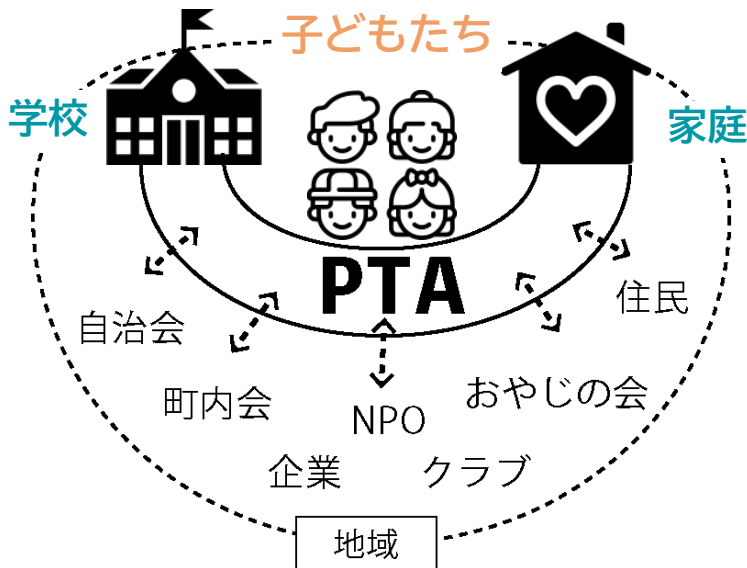 子どもたち
学校
家庭
PTA
住民
自治会
町内会
おやじの会
NPO
企業
クラブ
地域